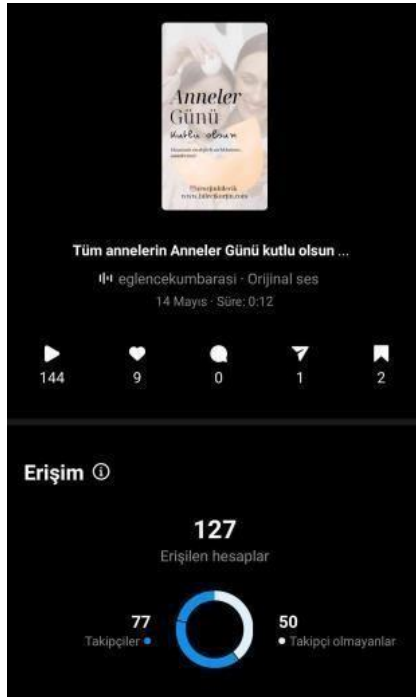 Anneler
Günü
Kutlu olsun
Tüm annelerin Anneler Günü kutlu olsun ...
eglencekumbarasi · Orijinal ses
14 Mayıs · Süre: 0:12
144 9 0 1 2
Erişim
127
Erişilen hesaplar
77 50
Takipçiler Takipçi olmayanlar